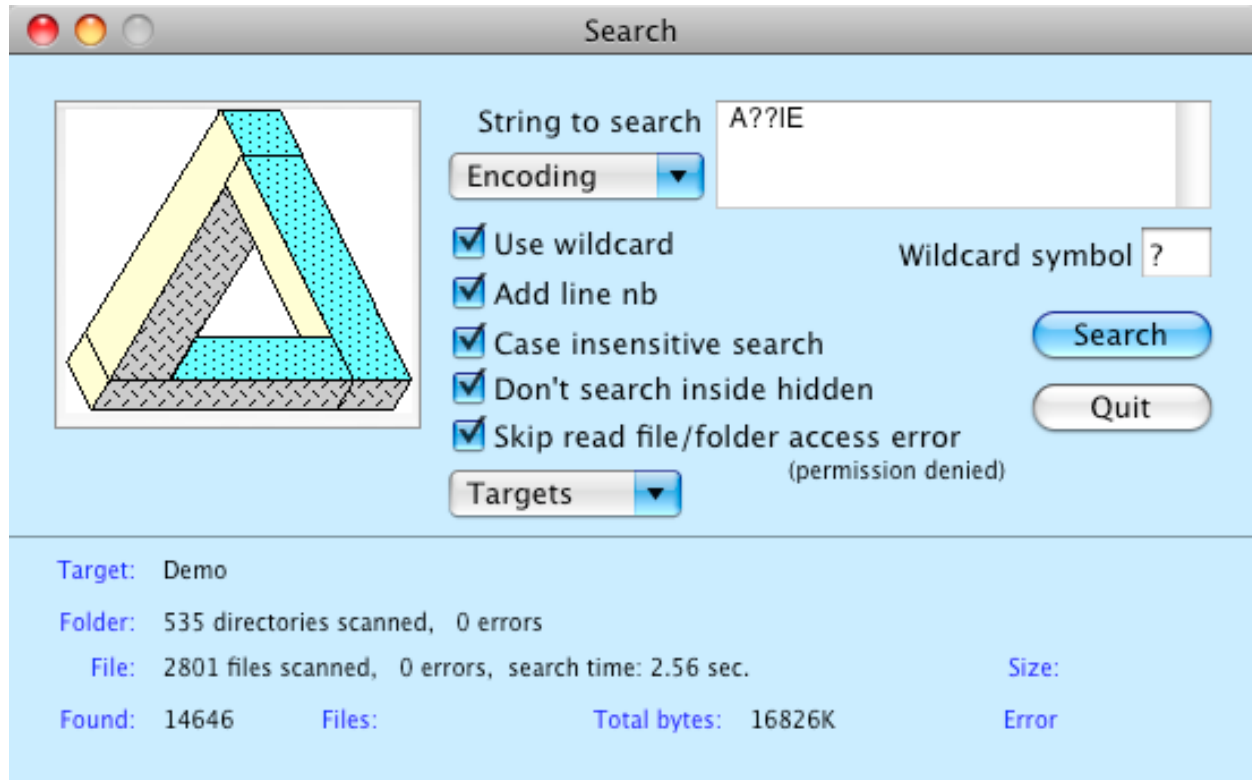 Search
String to search A??IE
Encoding
Use wildcard
Wildcard symbol ?
Add line nb
Case insensitive search
Search
Don't search inside hidden
Quit
Skip read file/folder access error
(permission denied)
Targets
Target: Demo
Folder: 535 directories scanned, 0 errors
File: 2801 files scanned, 0 errors, search time: 2.56 sec. Size:
Found: 14646 Files: Total bytes: 16826K Error